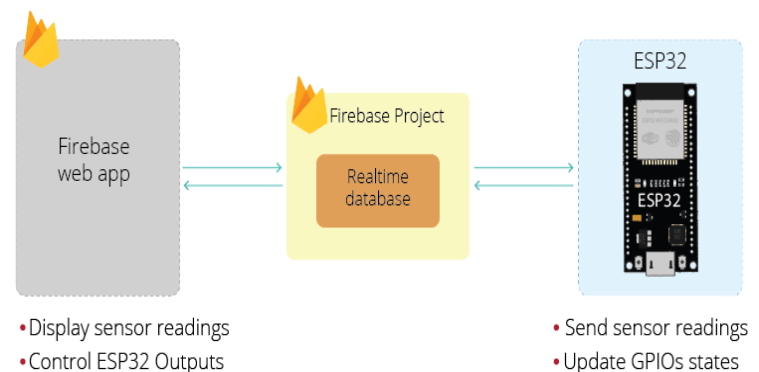 Firebase
web app
Firebase Project
Realtime
database
ESP32
ESP32
•Display sensor readings
•Control ESP32 Outputs
• Send sensor readings
•Update GPIOs states